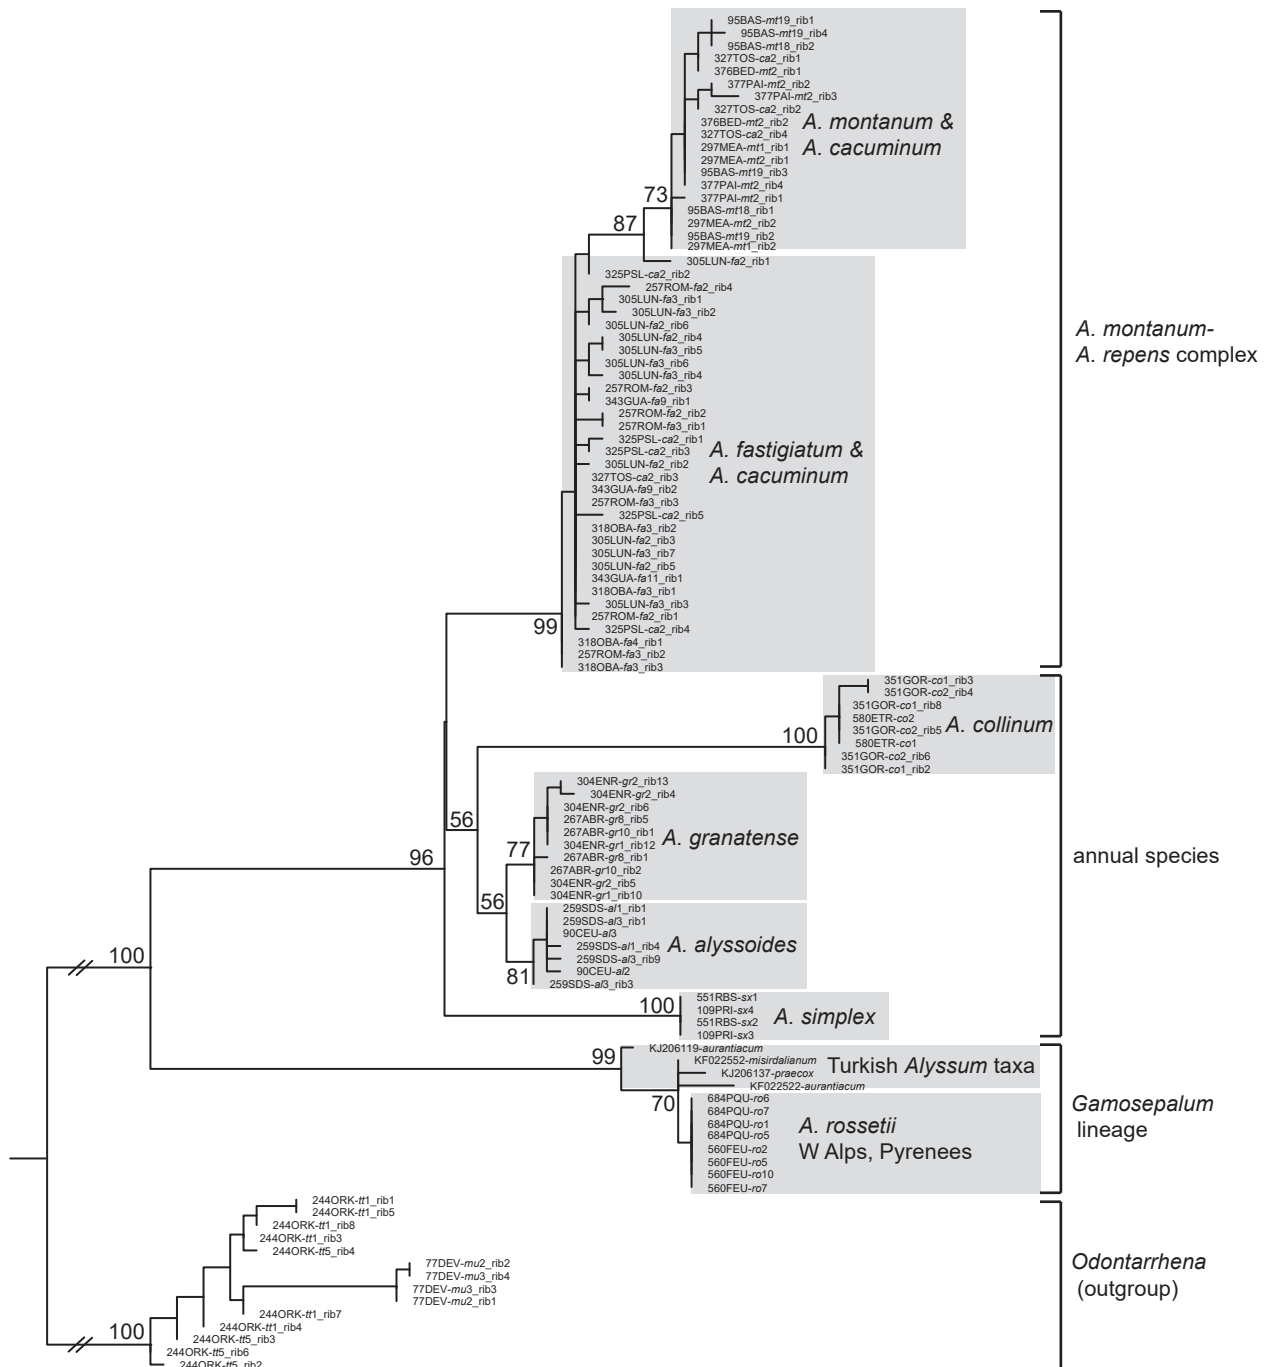 95BAS-mt19_rib1
95BAS-mt19_rib4
95BAS-mt18_rib2
327TOS-ca2_rib1
376BED-mt2_rib1
377PAI-mt2_rib2
377PAI-mt2_rib3
327TOS-ca2_rib2
376BED-mt2_rib2
327TOS-ca2_rib4
297MEA-mt1_rib1
297MEA-mt2_rib1
95BAS-mt19_rib3
377PAI-mt2_rib4
377PAI-mt2_rib1
95BAS-mt18_rib1
297MEA-mt2_rib2
95BAS-mt19_rib2
297MEA-mt1_rib2
A. montanum &
A. cacuminum
73
87
305LUN-fa2_rib1
325PSL-ca2_rib2
257ROM-fa2_rib4
305LUN-fa3_rib1
305LUN-fa3_rib2
305LUN-fa2_rib6
305LUN-fa2_rib4
305LUN-fa3_rib5
305LUN-fa3_rib6
305LUN-fa3_rib4
257ROM-fa2_rib3
343GUA-fa9_rib1
257ROM-fa2_rib2
257ROM-fa3_rib1
325PSL-ca2_rib1
325PSL-ca2_rib3
305LUN-fa2_rib2
327TOS-ca2_rib3
343GUA-fa9_rib2
257ROM-fa3_rib3
325PSL-ca2_rib5
318OBA-fa3_rib2
305LUN-fa2_rib3
305LUN-fa3_rib7
305LUN-fa2_rib5
343GUA-fa11_rib1
318OBA-fa3_rib1
305LUN-fa3_rib3
257ROM-fa2_rib1
325PSL-ca2_rib4
318OBA-fa4_rib1
257ROM-fa3_rib2
318OBA-fa3_rib3
A. fastigiatum &
A. cacuminum
99
A. montanum-
A. repens complex
351GOR-co1_rib3
351GOR-co2_rib4
351GOR-co1_rib8
580ETR-co2
351GOR-co2_rib5
580ETR-co1
351GOR-co2_rib6
351GOR-co1_rib2
A. collinum
100
304ENR-gr2_rib13
304ENR-gr2_rib4
304ENR-gr2_rib6
267ABR-gr8_rib5
267ABR-gr10_rib1
304ENR-gr1_rib12
267ABR-gr8_rib1
267ABR-gr10_rib2
304ENR-gr2_rib5
304ENR-gr1_rib10
A. granatense
56
77
96
56
259SDS-al1_rib1
259SDS-al3_rib1
90CEU-al3
259SDS-al1_rib4
259SDS-al3_rib9
90CEU-al2
259SDS-al3_rib3
A. alyssoides
81
100
551RBS-sx1
109PRI-sx4
551RBS-sx2
109PRI-sx3
A. simplex
100
annual species
KJ206119-aurantiacum
KF022552-misirdalianum
KJ206137-praecox
KF022522-aurantiacum
Turkish Alyssum taxa
99
70
684PQU-ro6
684PQU-ro7
684PQU-ro1
684PQU-ro5
560FEU-ro2
560FEU-ro5
560FEU-ro10
560FEU-ro7
A. rossetii
W Alps, Pyrenees
Gamosepalum
lineage
244ORK-tt1_rib1
244ORK-tt1_rib5
244ORK-tt1_rib8
244ORK-tt1_rib3
244ORK-tt5_rib4
77DEV-mu2_rib2
77DEV-mu3_rib4
77DEV-mu3_rib3
77DEV-mu2_rib1
244ORK-tt1_rib7
244ORK-tt1_rib4
244ORK-tt5_rib3
244ORK-tt5_rib6
244ORK-tt5_rib2
100
Odontarrhena
(outgroup)